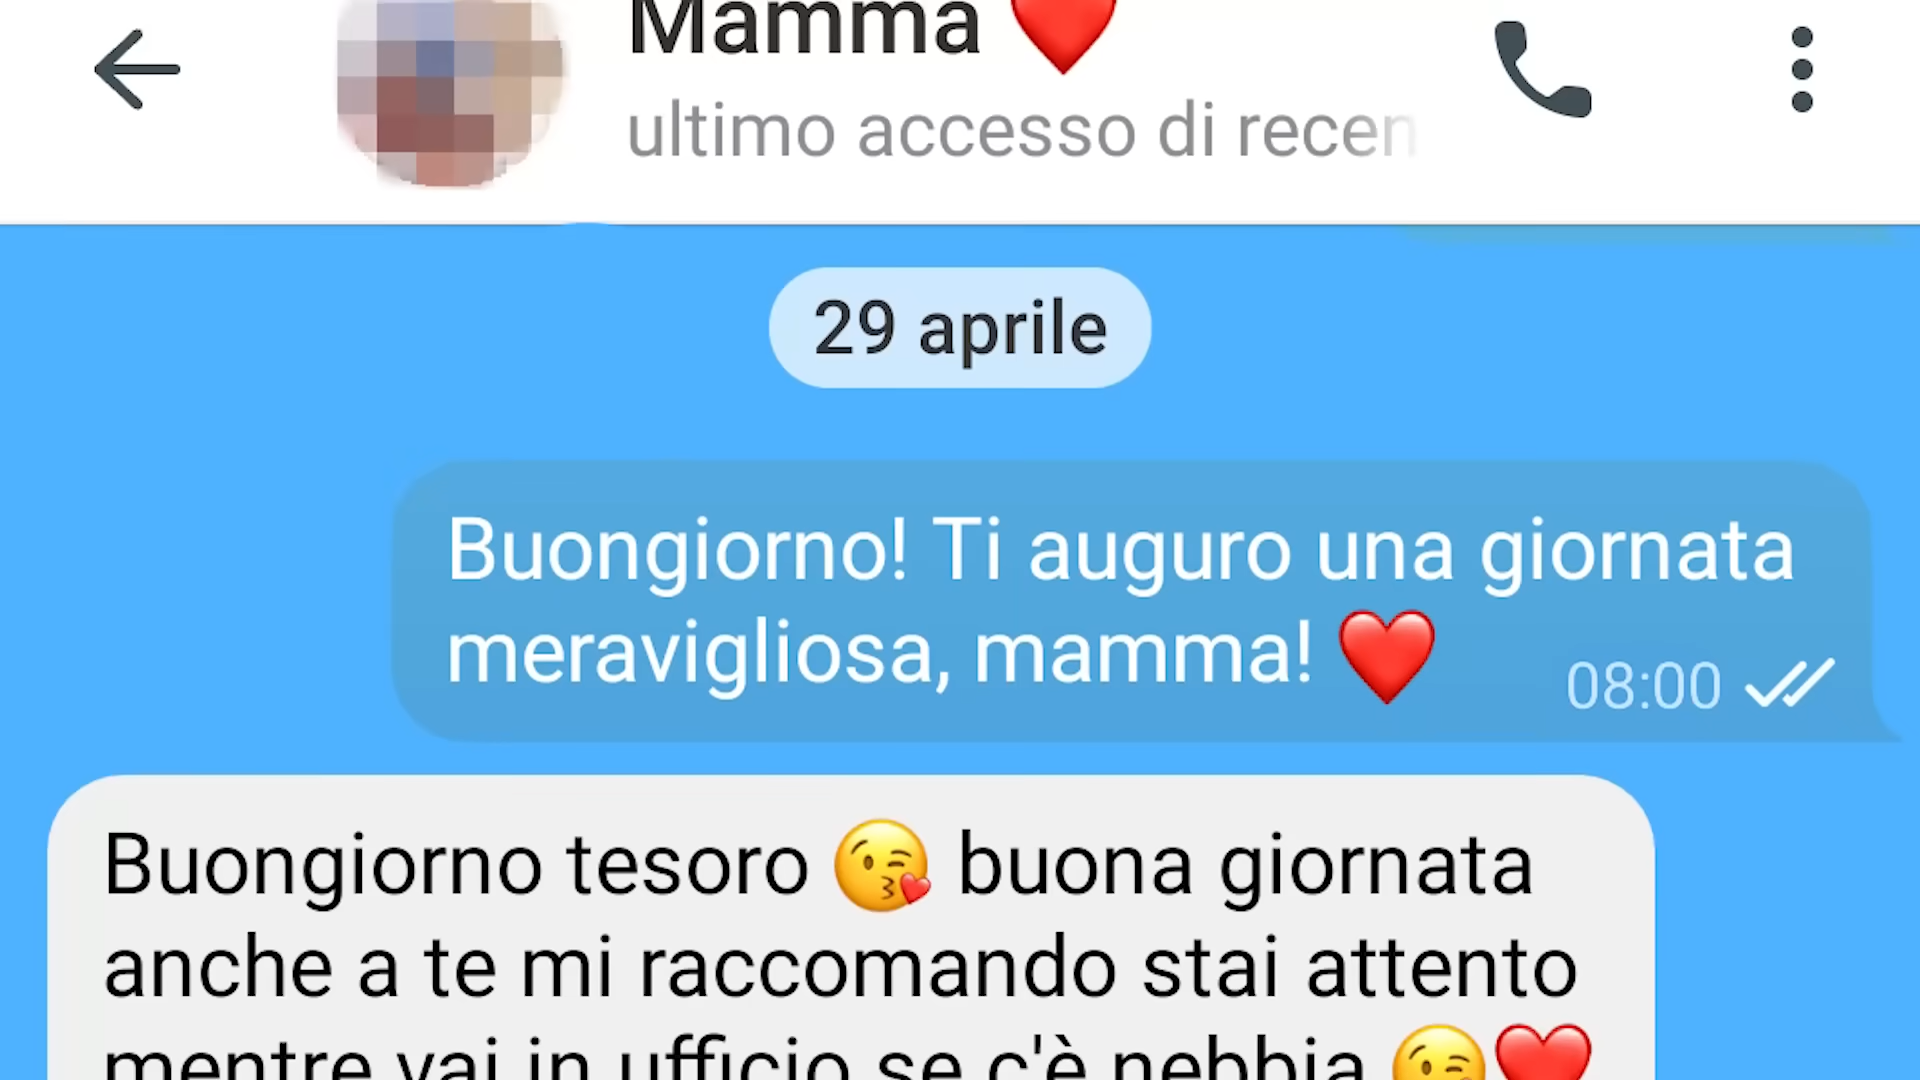 Mamma ❤️
ultimo accesso di recen
29 aprile
Buongiorno! Ti auguro una giornata
meravigliosa, mamma! ❤️
08:00
Buongiorno tesoro 😘 buona giornata
anche a te mi raccomando stai attento
mentre vai in ufficio se c'è nebbia 😘❤️